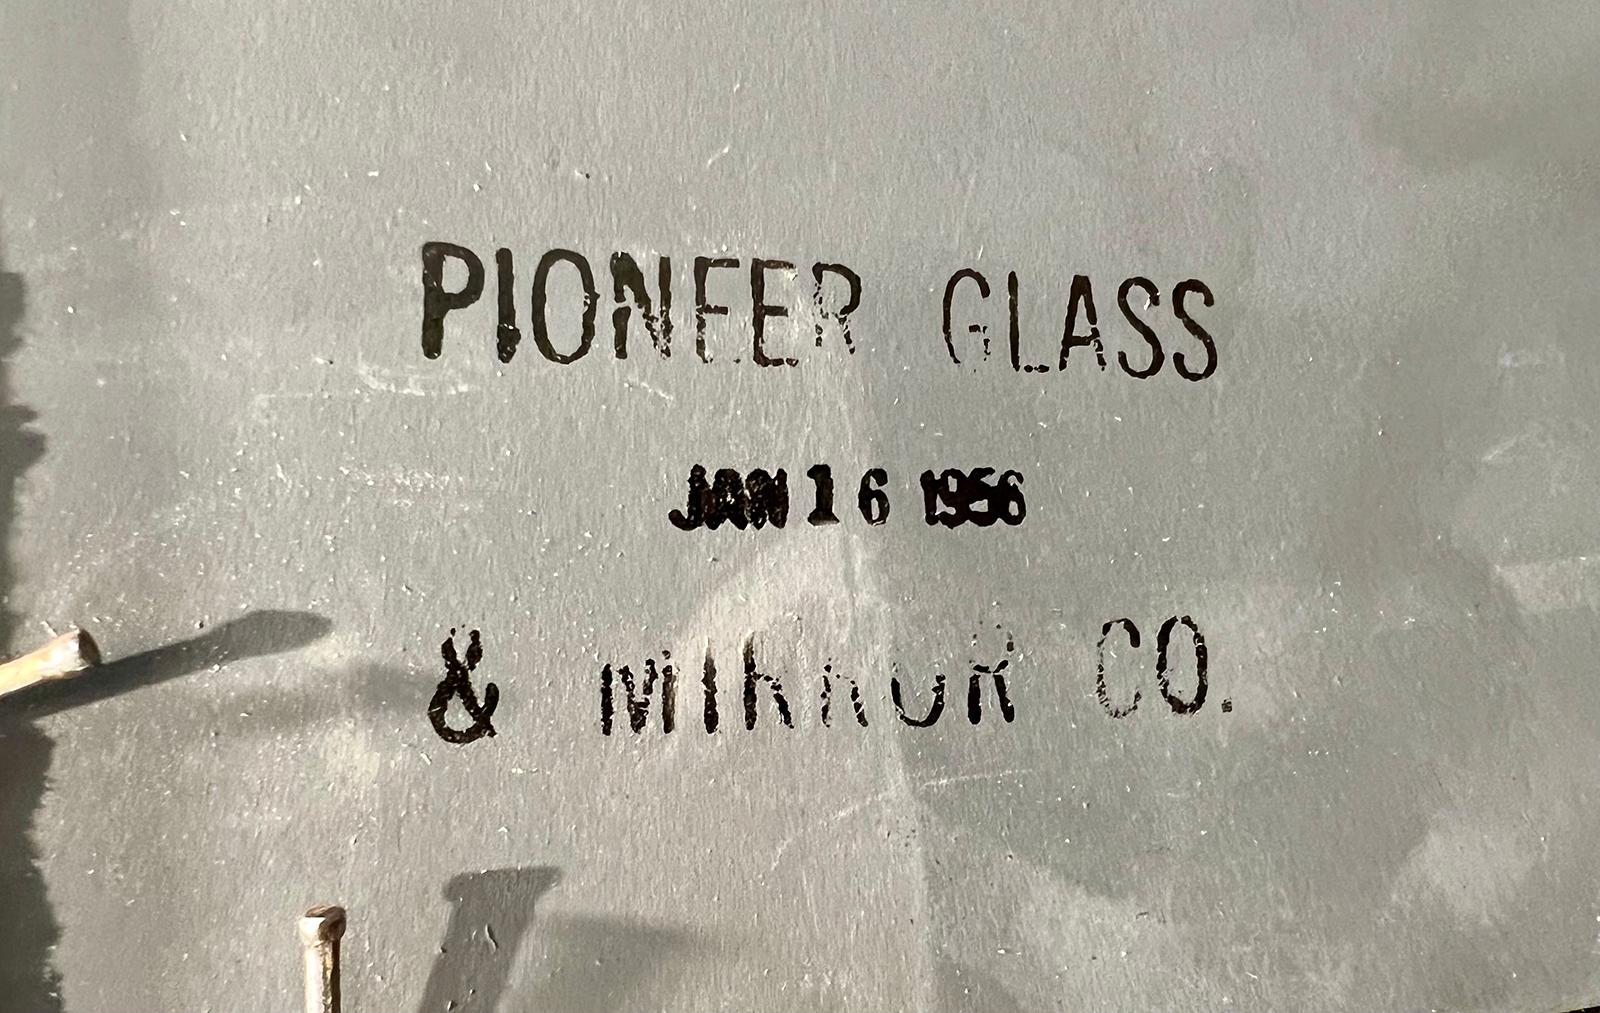 PIONEER GLASS
JAN 16 1956
& MIRROR CO.